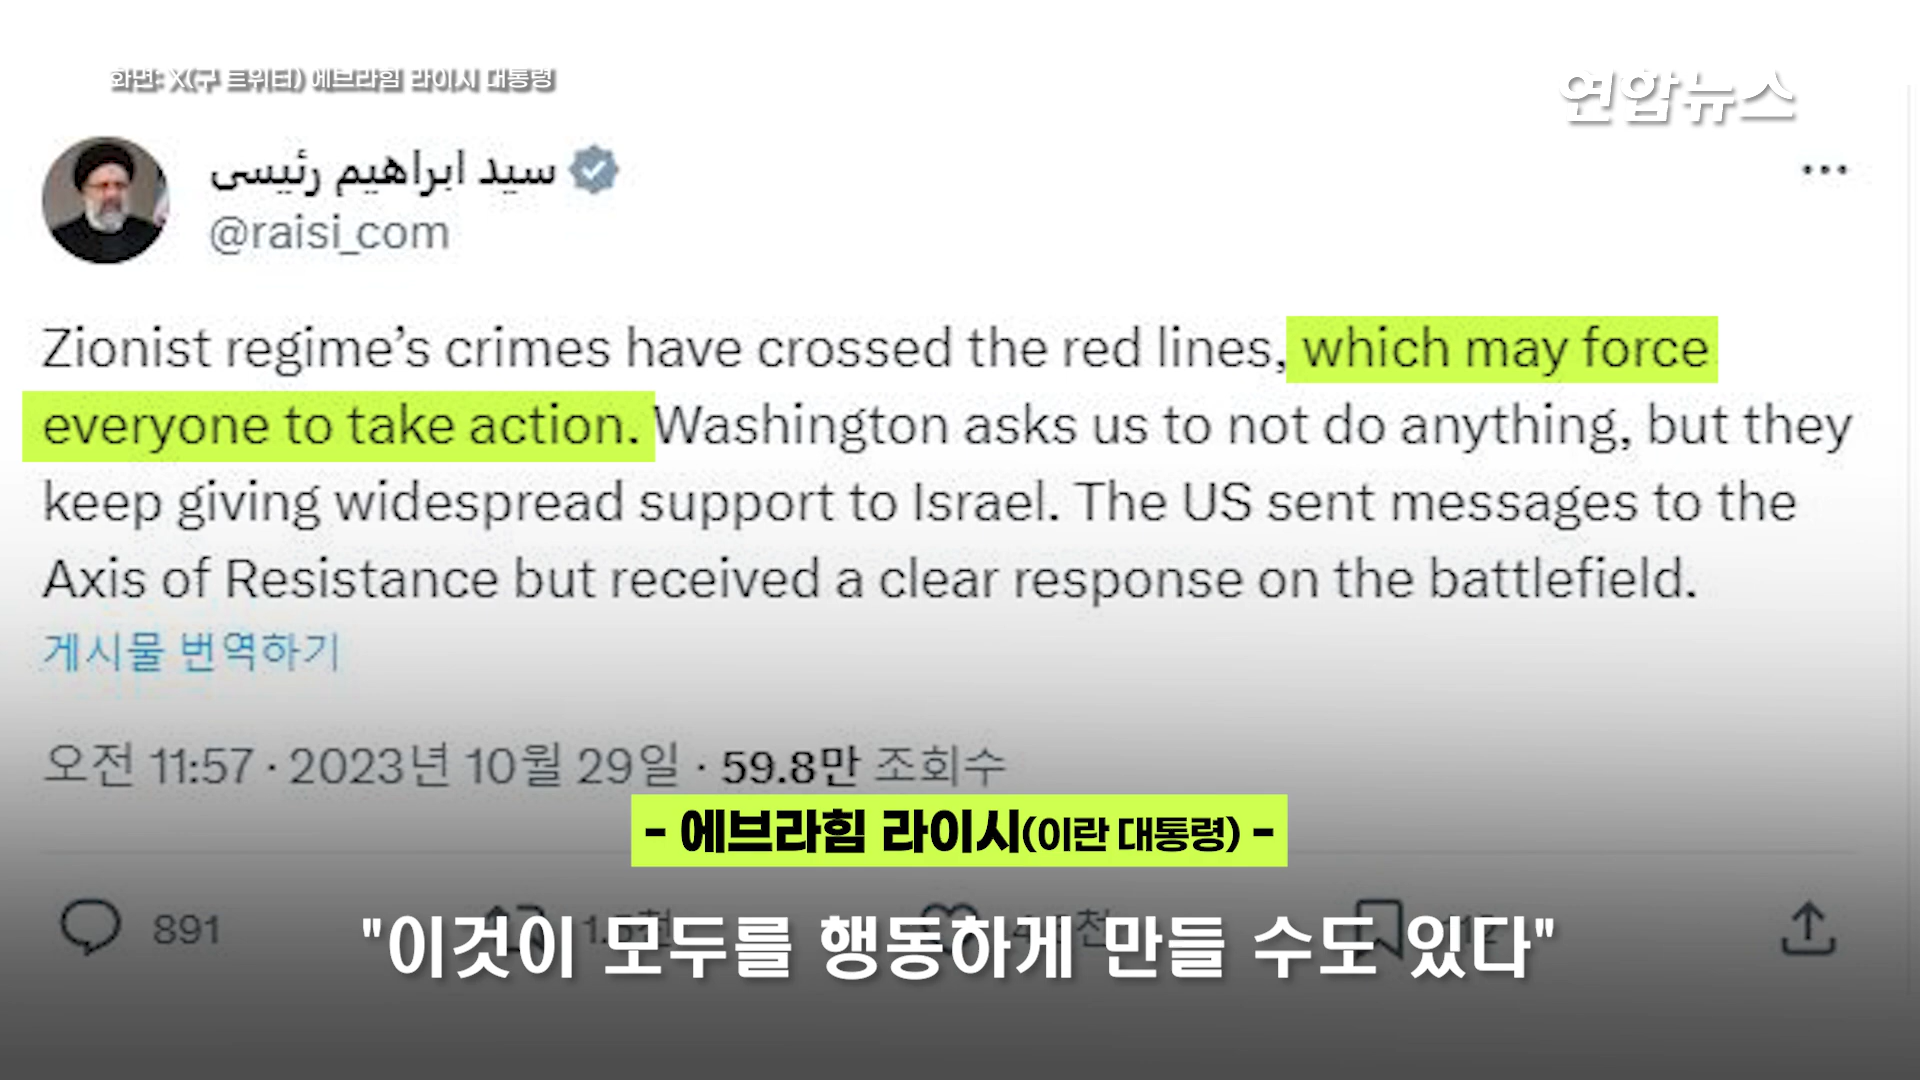 화면: X(구 트위터) 에브라힘 라이시 대통령
연합뉴스
سید ابراهیم رئیسی
@raisi_com
Zionist regime's crimes have crossed the red lines, which may force
everyone to take action. Washington asks us to not do anything, but they
keep giving widespread support to Israel. The US sent messages to the
Axis of Resistance but received a clear response on the battlefield.
게시물 번역하기
오전 11:57 · 2023년 10월 29일 · 59.8만 조회수
- 에브라힘 라이시(이란 대통령) -
891
"이것이 모두를 행동하게 만들 수도 있다"